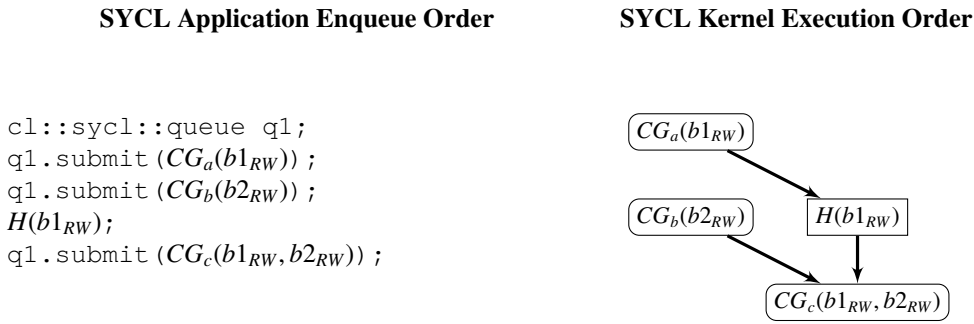 SYCL Application Enqueue Order
SYCL Kernel Execution Order
cl::sycl::queue q1;
q1.submit(CGa(b1RW));
q1.submit(CGb(b2RW));
H(b1RW);
q1.submit(CGc(b1RW,b2RW));
CGa(b1RW)
CGb(b2RW)
H(b1RW)
CGc(b1RW,b2RW)